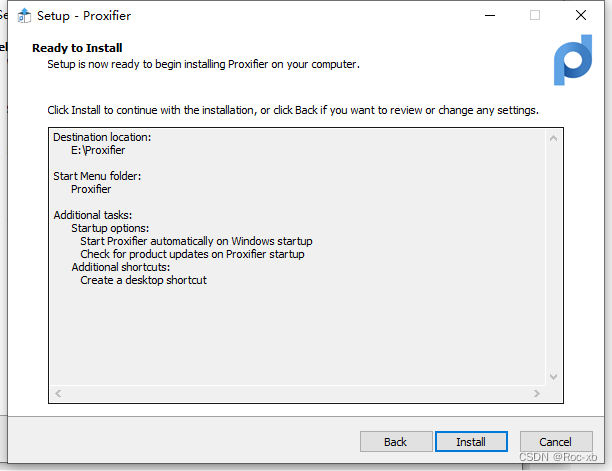 Setup - Proxifier
Ready to Install
Setup is now ready to begin installing Proxifier on your computer.
Click Install to continue with the installation, or click Back if you want to review or change any settings.
Destination location:
E:\Proxifier
Start Menu folder:
Proxifier
Additional tasks:
Startup options:
Start Proxifier automatically on Windows startup
Check for product updates on Proxifier startup
Additional shortcuts:
Create a desktop shortcut
Back
Install
Cancel
CSDN @Roc-xb